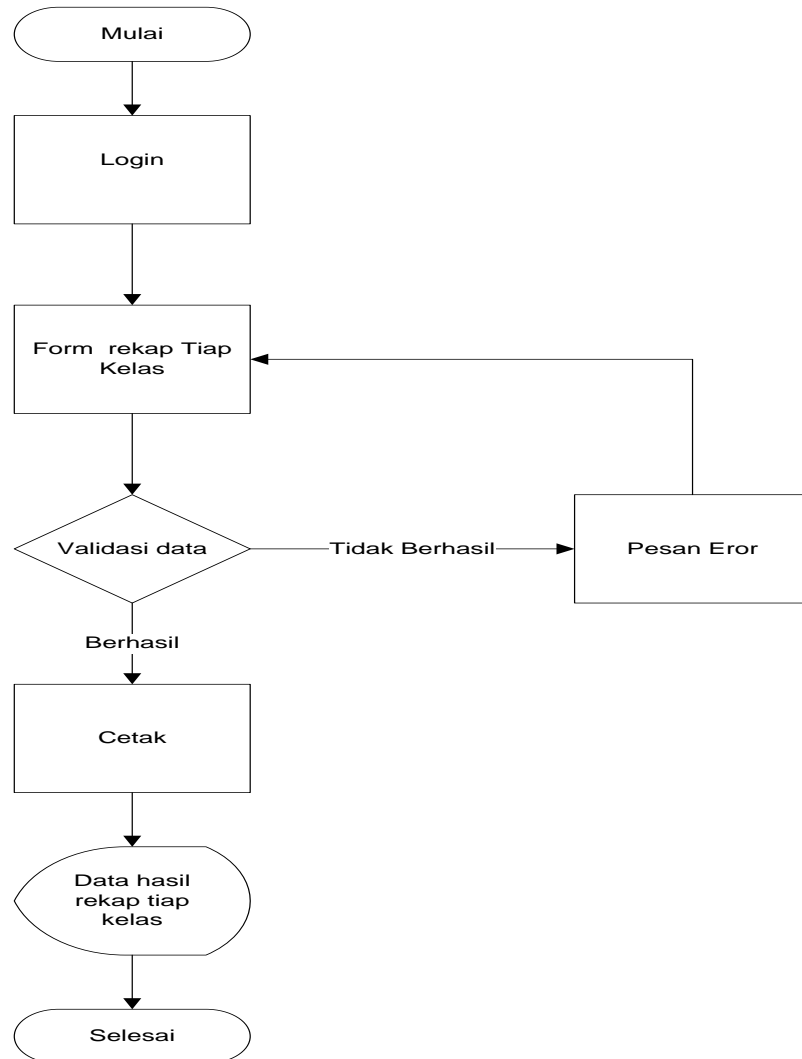 Mulai
Login
Form  rekap Tiap
Kelas
Validasi data
Tidak Berhasil
Pesan Eror
Berhasil
Cetak
Data hasil
rekap tiap
kelas
Selesai